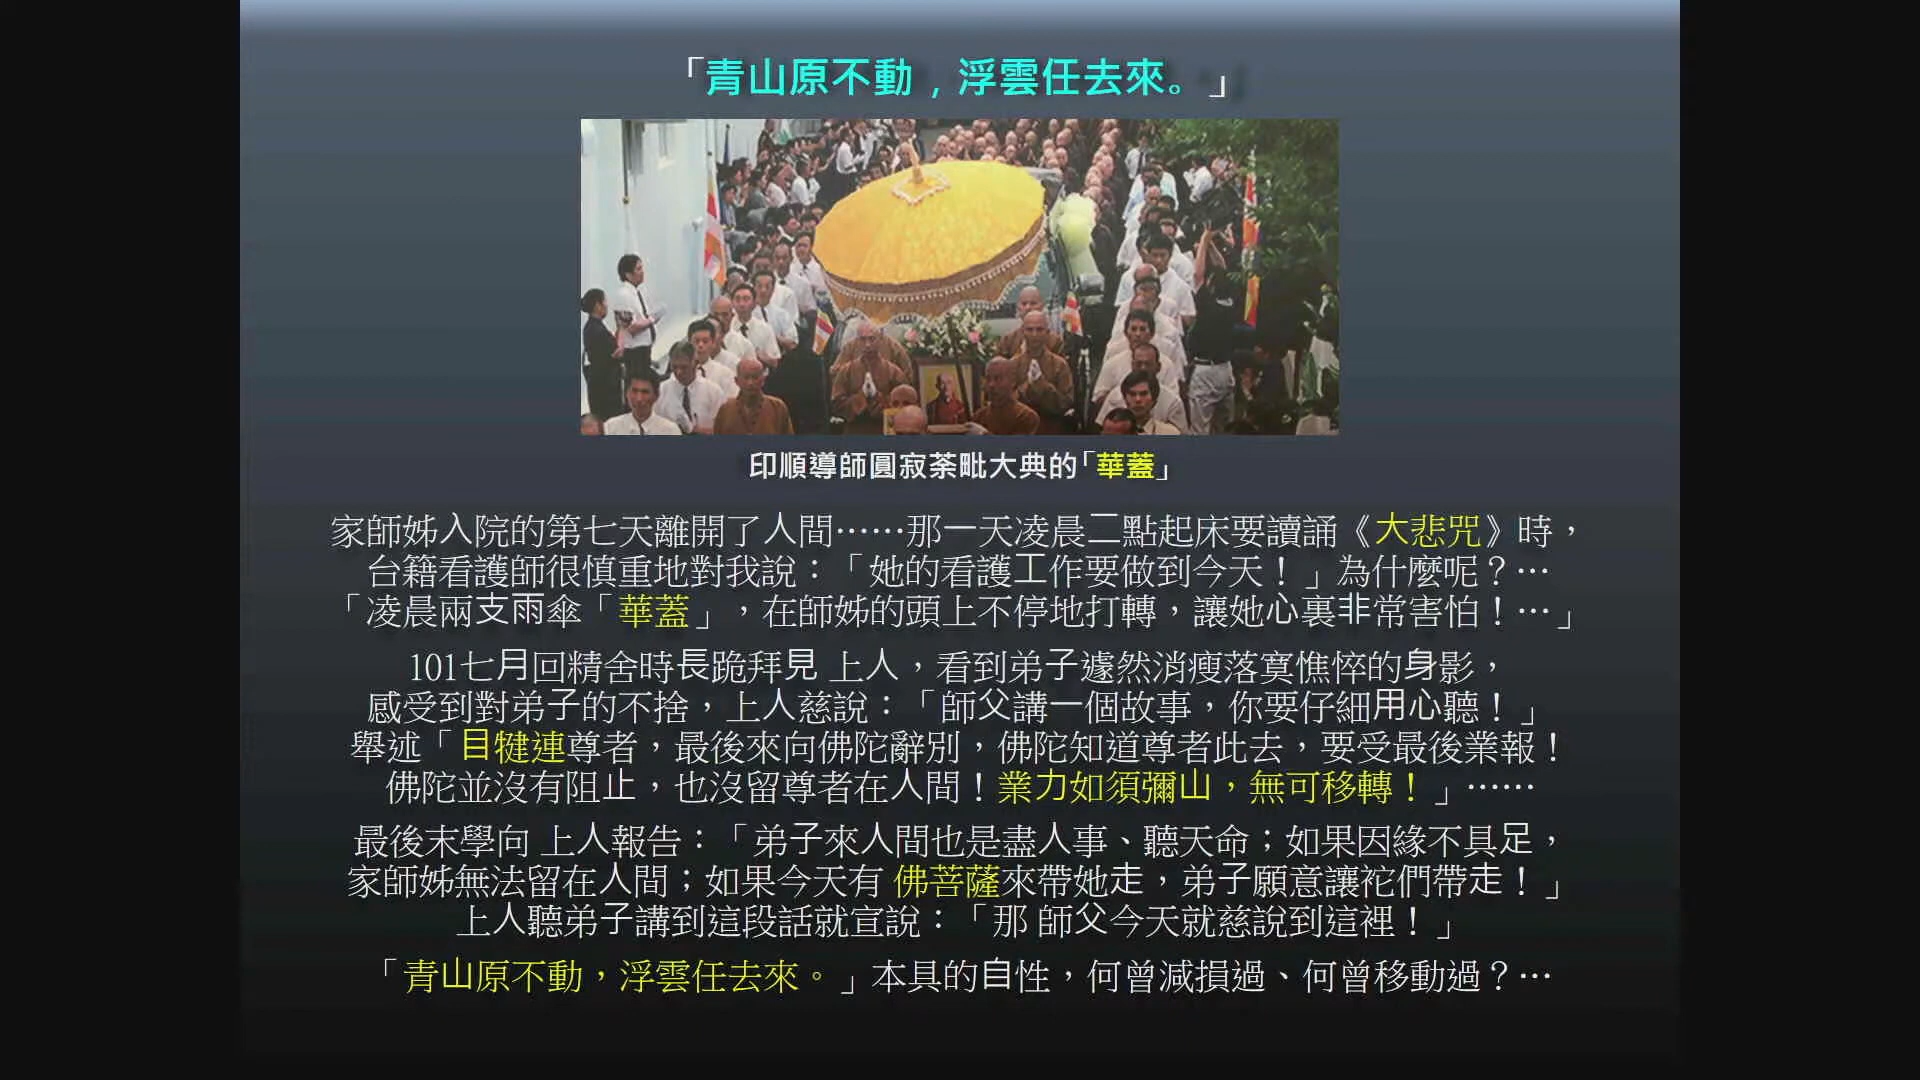 「青山原不動，浮雲任去來。」
印順導師圓寂荼毗大典的「華蓋」
家師姊入院的第七天離開了人間……那一天凌晨二點起床要讀誦《大悲咒》時，
台籍看護師很慎重地對我說：「她的看護工作要做到今天！」為什麼呢？…
「凌晨兩支雨傘「華蓋」，在師姊的頭上不停地打轉，讓她心裏非常害怕！…」
101七月回精舍時長跪拜見 上人，看到弟子遽然消瘦落寞憔悴的身影，
感受到對弟子的不捨，上人慈說：「師父講一個故事，你要仔細用心聽！」
舉述「目犍連尊者，最後來向佛陀辭別，佛陀知道尊者此去，要受最後業報！
佛陀並沒有阻止，也沒留尊者在人間！業力如須彌山，無可移轉！」……
最後末學向 上人報告：「弟子來人間也是盡人事、聽天命；如果因緣不具足，
家師姊無法留在人間；如果今天有 佛菩薩來帶她走，弟子願意讓祂們帶走！」
上人聽弟子講到這段話就宣說：「那 師父今天就慈說到這裡！」
「青山原不動，浮雲任去來。」本具的自性，何曾減損過、何曾移動過？…